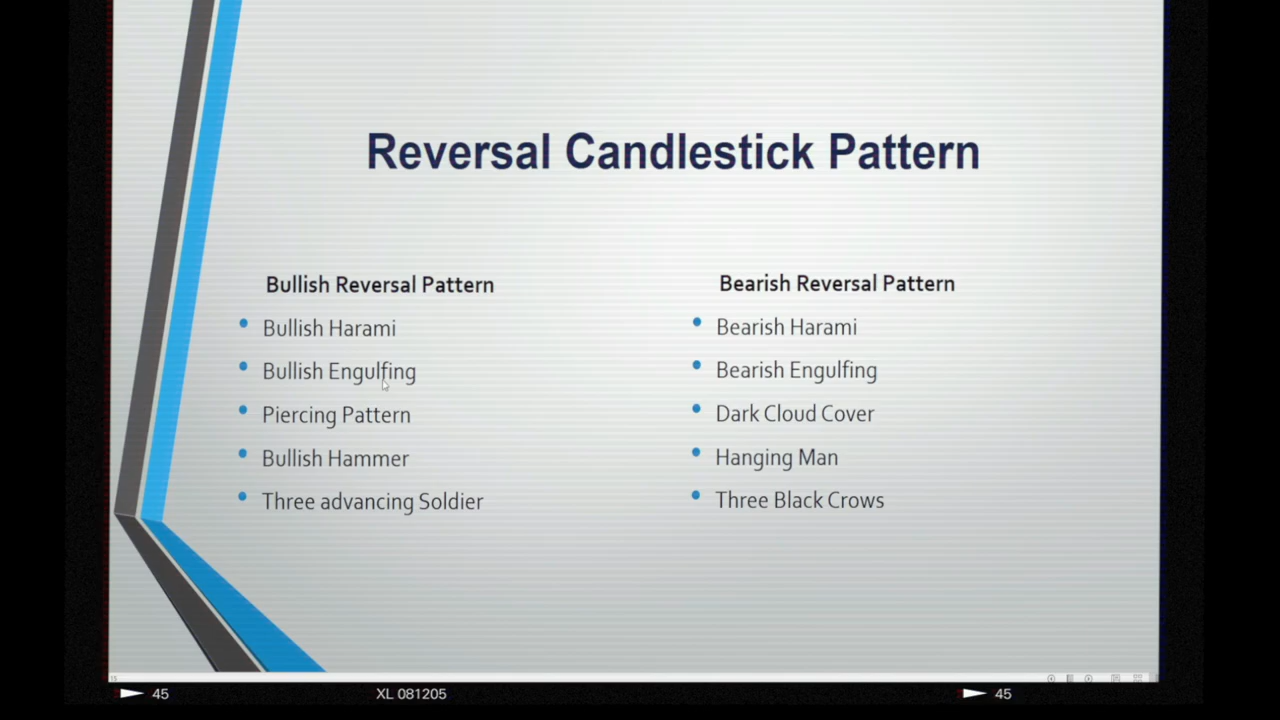 Reversal Candlestick Pattern
Bullish Reversal Pattern
Bullish Harami
Bullish Engulfing
Piercing Pattern
Bullish Hammer
Three advancing Soldier
Bearish Reversal Pattern
Bearish Harami
Bearish Engulfing
Dark Cloud Cover
Hanging Man
Three Black Crows
45
XL 081205
45